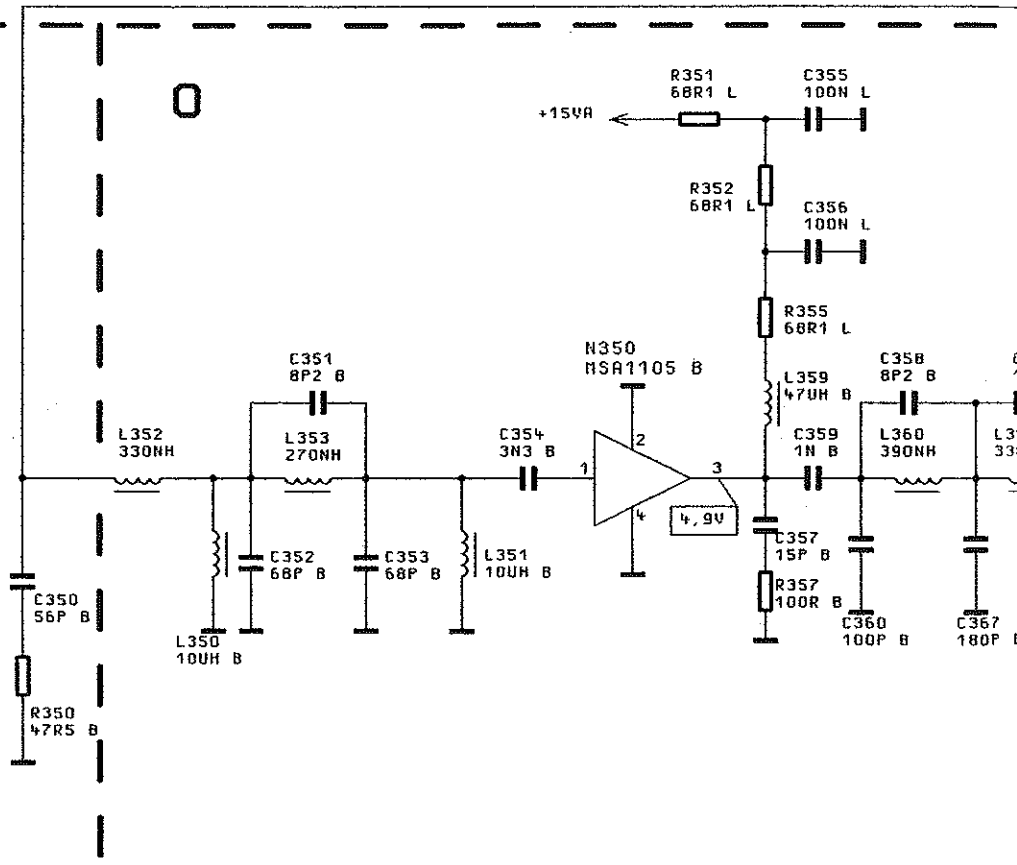 O
R351
68R1 L
C355
100N L
+15VA
R352
68R1 L
C356
100N L
R355
68R1 L
N350
MSA1105 B
C351
8P2 B
C358
8P2 B
L359
47UH B
L352
330NH
L353
270NH
C354
3N3 B
C359
1N B
L360
390NH
1
2
3
4
4,9V
C352
68P B
C353
68P B
L351
10UH B
C357
15P B
R357
100R B
C350
56P B
L350
10UH B
C360
100P B
C367
180P B
R350
47R5 B